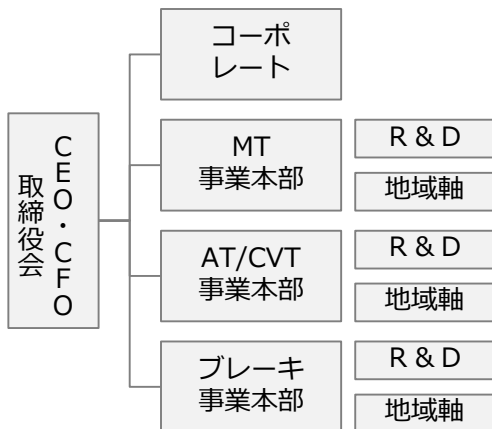 取締役会
CEO・CFO
コーポ
レート
MT
事業本部
R & D
地域軸
AT/CVT
事業本部
R & D
地域軸
ブレーキ
事業本部
R & D
地域軸